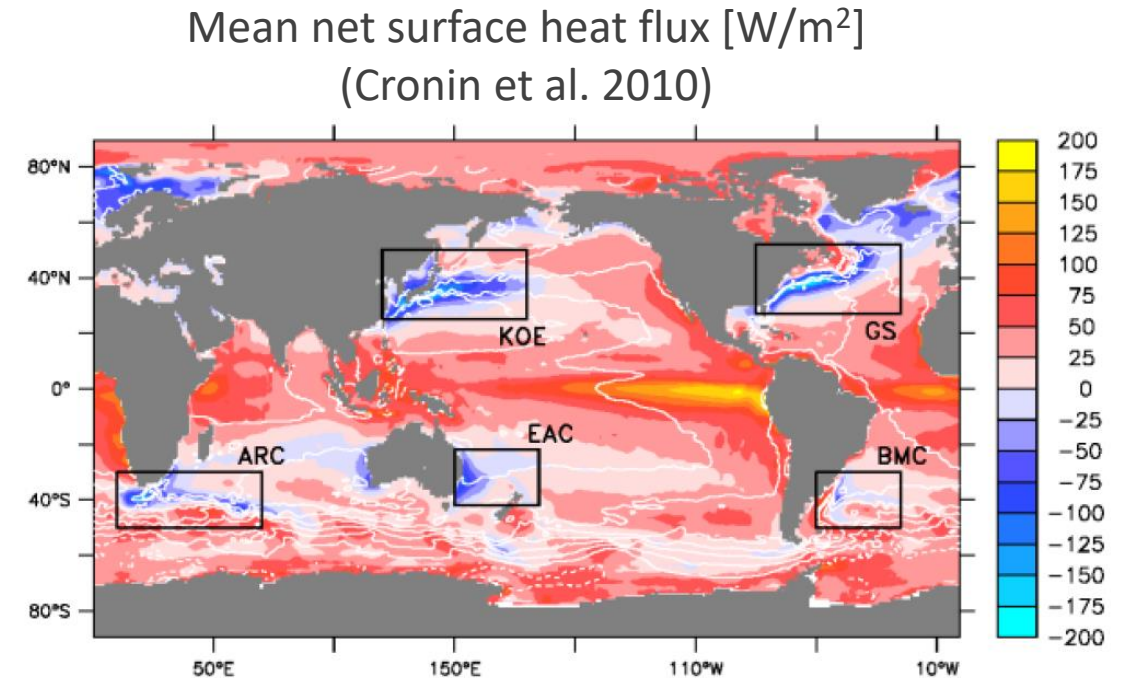 Mean net surface heat flux [W/m²]
(Cronin et al. 2010)
80°N
40°N
0°
40°S
80°S
KOE
GS
EAC
ARC
BMC
50°E
150°E
110°W
10°W
200
175
150
125
100
75
50
25
0
−25
−50
−75
−100
−125
−150
−175
−200